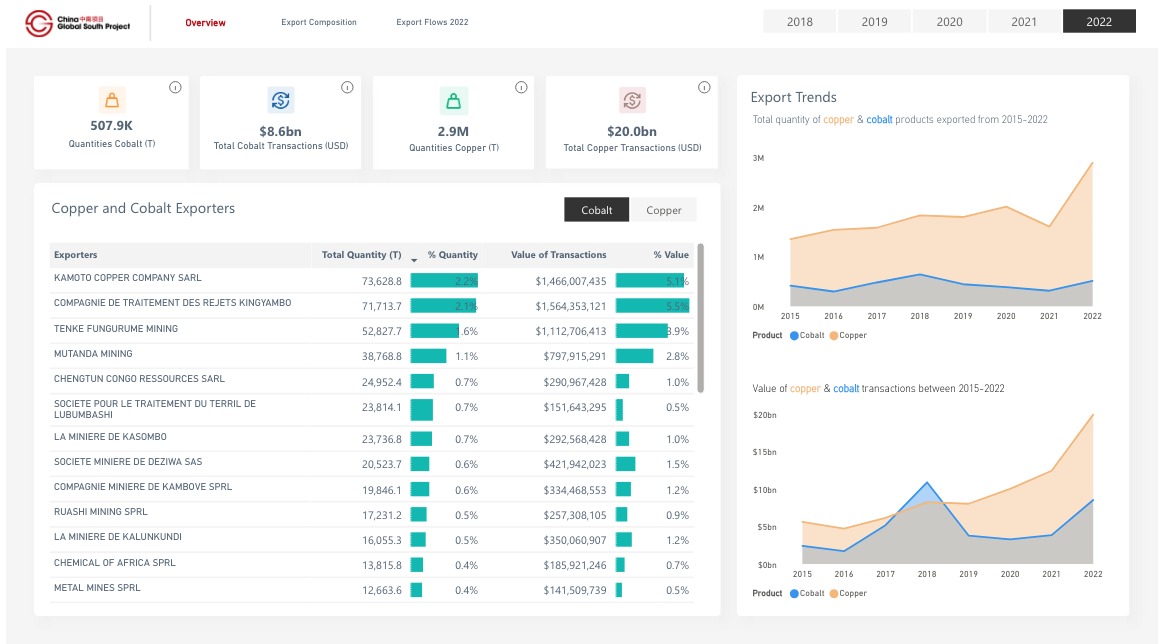 China 中南项目
Global South Project
Overview
Export Composition
Export Flows 2022
2018
2019
2020
2021
2022
507.9K
Quantities Cobalt (T)
$8.6bn
Total Cobalt Transactions (USD)
2.9M
Quantities Copper (T)
$20.0bn
Total Copper Transactions (USD)
Copper and Cobalt Exporters
Cobalt
Copper
Exporters Total Quantity (T) % Quantity Value of Transactions % Value
KAMOTO COPPER COMPANY SARL 73,628.8 2.2% $1,466,007,435 5.1%
COMPAGNIE DE TRAITEMENT DES REJETS KINGYAMBO 71,713.7 2.1% $1,564,353,121 5.5%
TENKE FUNGURUME MINING 52,827.7 1.6% $1,112,706,413 3.9%
MUTANDA MINING 38,768.8 1.1% $797,915,291 2.8%
CHENGTUN CONGO RESSOURCES SARL 24,952.4 0.7% $290,967,428 1.0%
SOCIETE POUR LE TRAITEMENT DU TERRIL DE
LUBUMBASHI 23,814.1 0.7% $151,643,295 0.5%
LA MINIERE DE KASOMBO 23,736.8 0.7% $292,568,428 1.0%
SOCIETE MINIERE DE DEZIWA SAS 20,523.7 0.6% $421,942,023 1.5%
COMPAGNIE MINIERE DE KAMBOVE SPRL 19,846.1 0.6% $334,468,553 1.2%
RUASHI MINING SPRL 17,231.2 0.5% $257,308,105 0.9%
LA MINIERE DE KALUNKUNDI 16,055.3 0.5% $350,060,907 1.2%
CHEMICAL OF AFRICA SPRL 13,815.8 0.4% $185,921,246 0.7%
METAL MINES SPRL 12,663.6 0.4% $141,509,739 0.5%
Export Trends
Total quantity of copper & cobalt products exported from 2015-2022
3M
2M
1M
0M
2015 2016 2017 2018 2019 2020 2021 2022
Product Cobalt Copper
Value of copper & cobalt transactions between 2015-2022
$20bn
$15bn
$10bn
$5bn
$0bn
2015 2016 2017 2018 2019 2020 2021 2022
Product Cobalt Copper